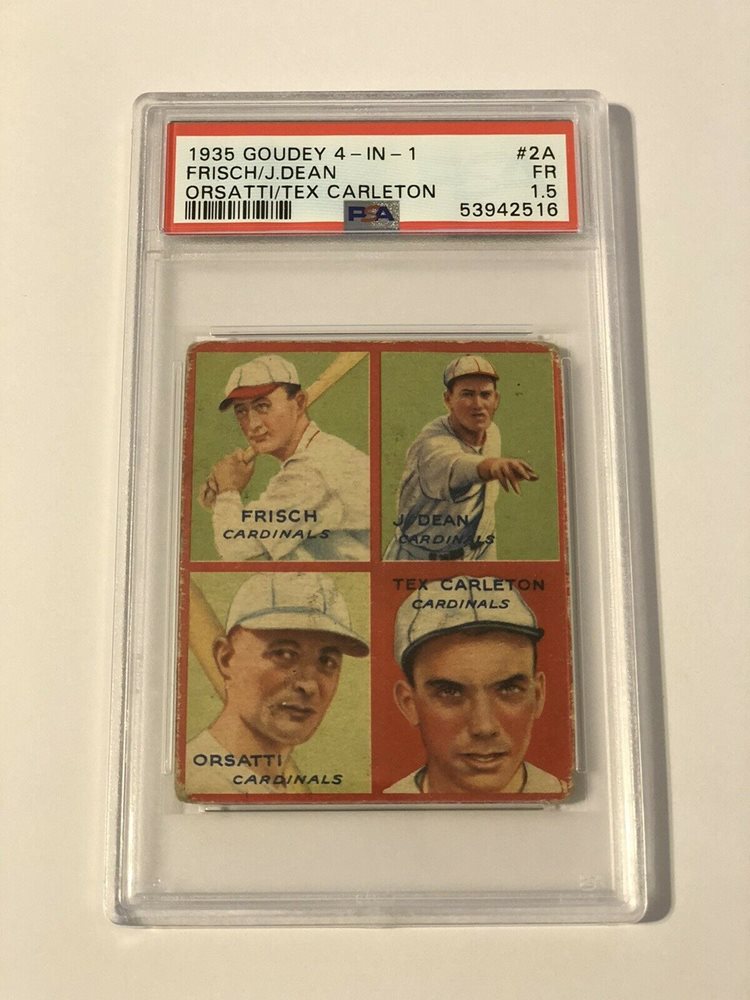 1935 GOUDEY 4-IN-1 #2A
FRISCH/J.DEAN FR
ORSATTI/TEX CARLETON 1.5
PSA 53942516
FRISCH
CARDINALS
J. DEAN
CARDINALS
ORSATTI
CARDINALS
TEX CARLETON
CARDINALS